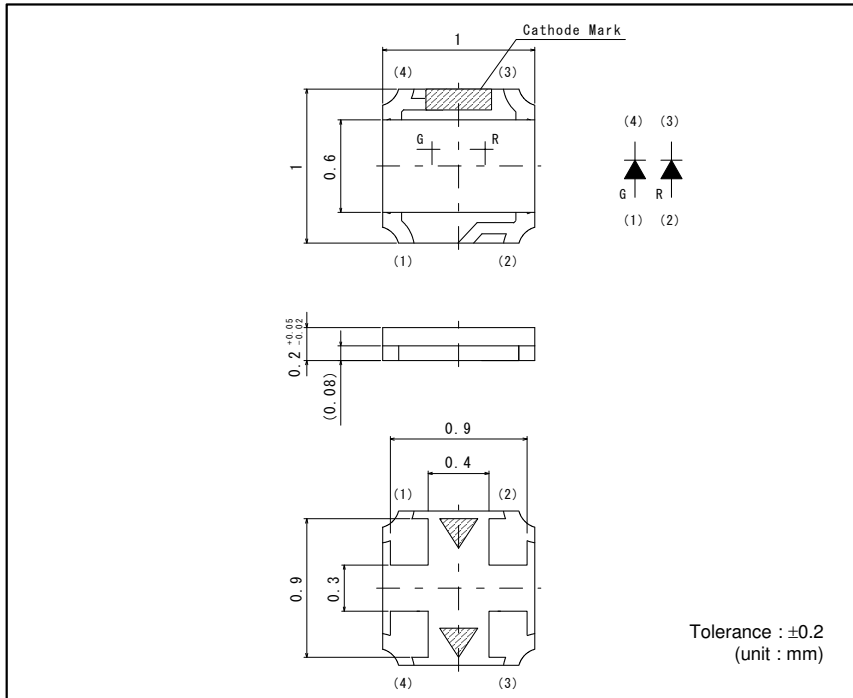 Cathode Mark
1
(4) (3)
G R
1
0.6
(1) (2)
(4) (3)
G R
(1) (2)
0.2 +0.05 -0.02
(0.08)
0.9
0.4
(1) (2)
0.9
0.3
(4) (3)
Tolerance : ±0.2
(unit : mm)